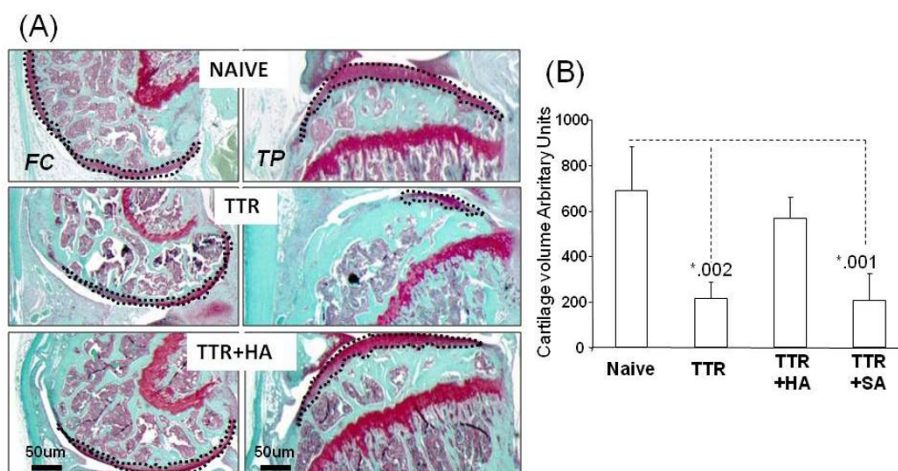 (A)
NAIVE
FC
TP
TTR
TTR+HA
50um
50um
(B)
Cartilage volume Arbritary Units
1000
800
600
400
200
0
*.002
*.001
Naive
TTR
TTR
+HA
TTR
+SA